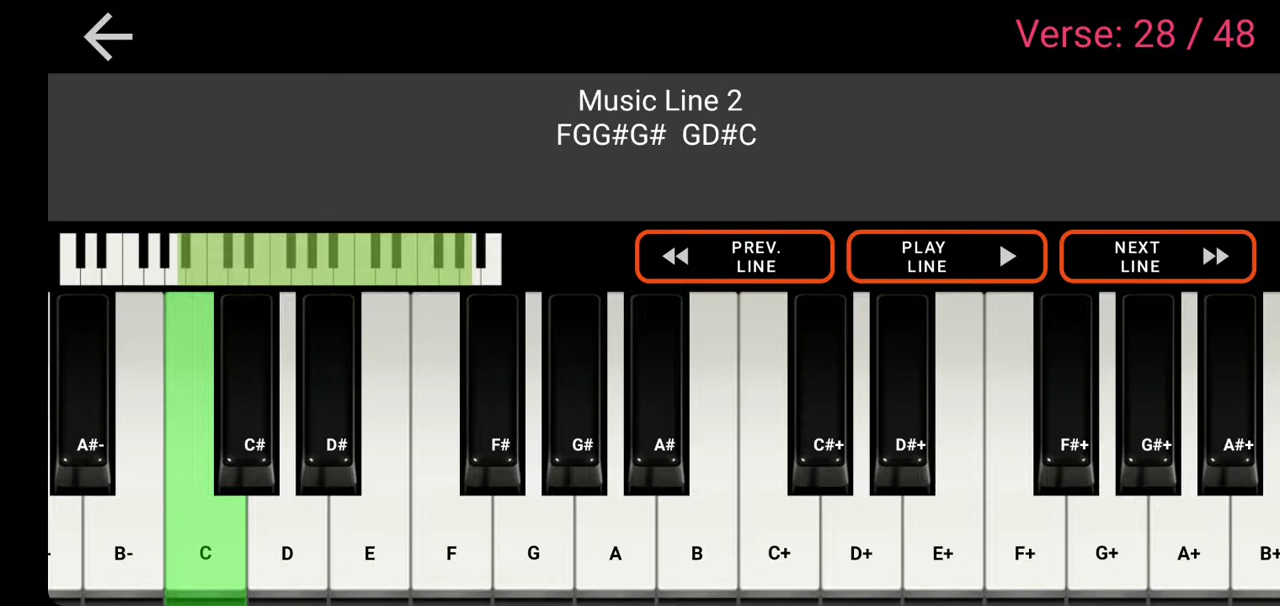 Verse: 28 / 48
Music Line 2
FGG#G# GD#C
PREV.
LINE
PLAY
LINE
NEXT
LINE
A#- C# D# F# G# A# C#+ D#+ F#+ G#+ A#+
B- C D E F G A B C+ D+ E+ F+ G+ A+ B+